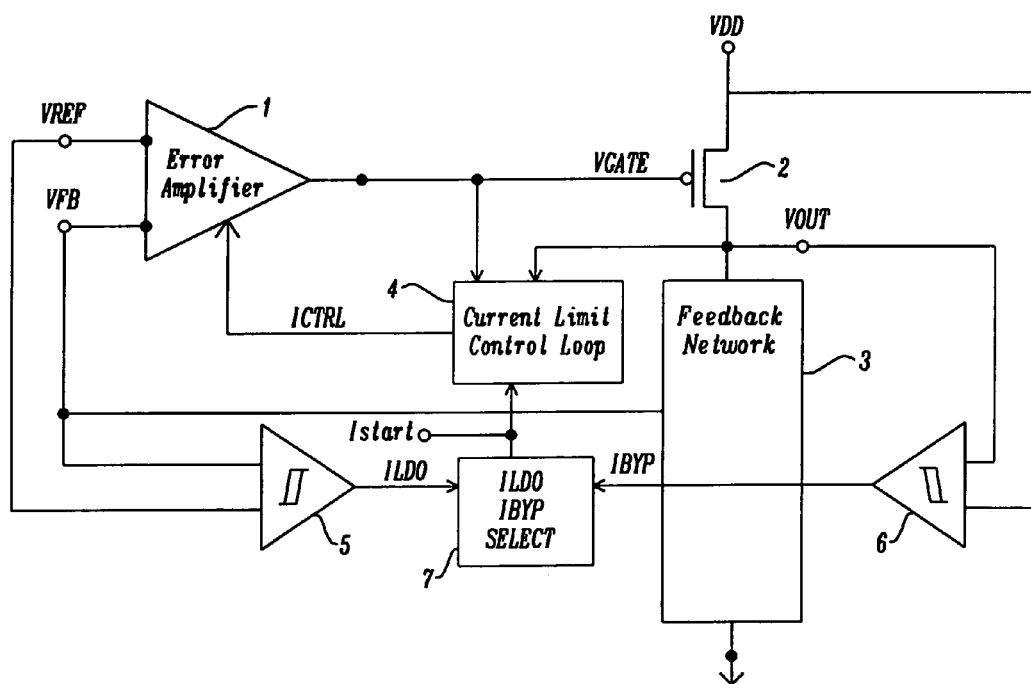 VDD
VREF
1
Error
Amplifier
VGATE
2
VFB
VOUT
4
ICTRL
Current Limit
Control Loop
Feedback
Network
3
Istart
ILDO
ILDO
IBYP
SELECT
IBYP
5
7
6